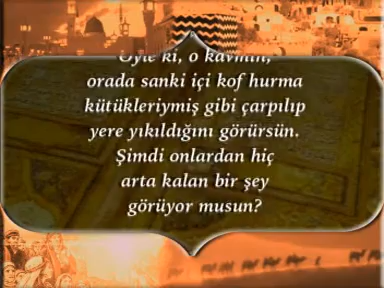 Öyle ki, o kavmin,
orada sanki içi kof hurma
kütükleriymiş gibi çarpılıp
yere yıkıldığını görürsün.
Şimdi onlardan hiç
arta kalan bir şey
görüyor musun?